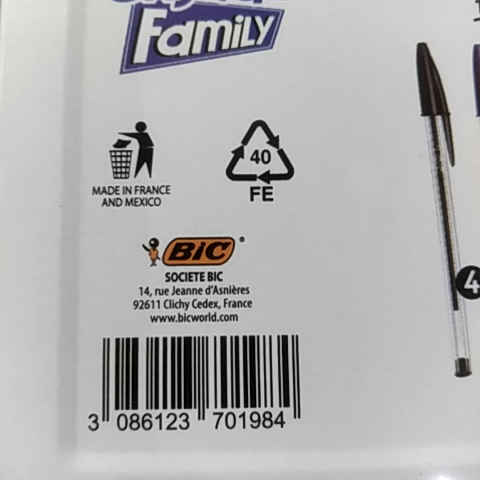 Family
40
FE
MADE IN FRANCE
AND MEXICO
BIC®
SOCIETE BIC
14, rue Jeanne d'Asnières
92611 Clichy Cedex, France
www.bicworld.com
4
3 086123 701984